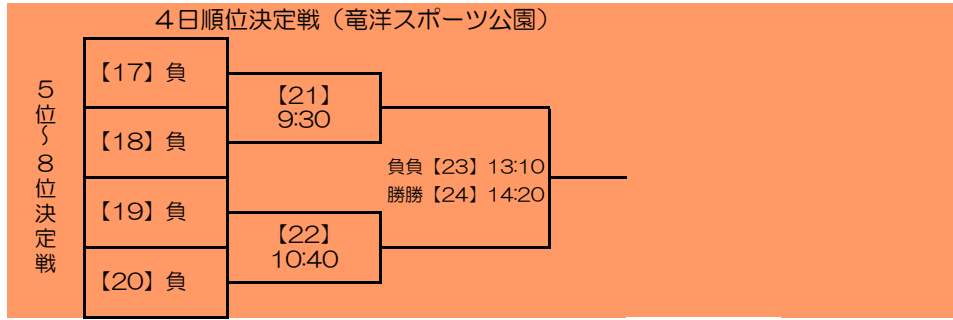 4日順位決定戦（竜洋スポーツ公園）
5位～8位決定戦
【17】負
【18】負
【19】負
【20】負
【21】
9:30
【22】
10:40
負負【23】13:10
勝勝【24】14:20